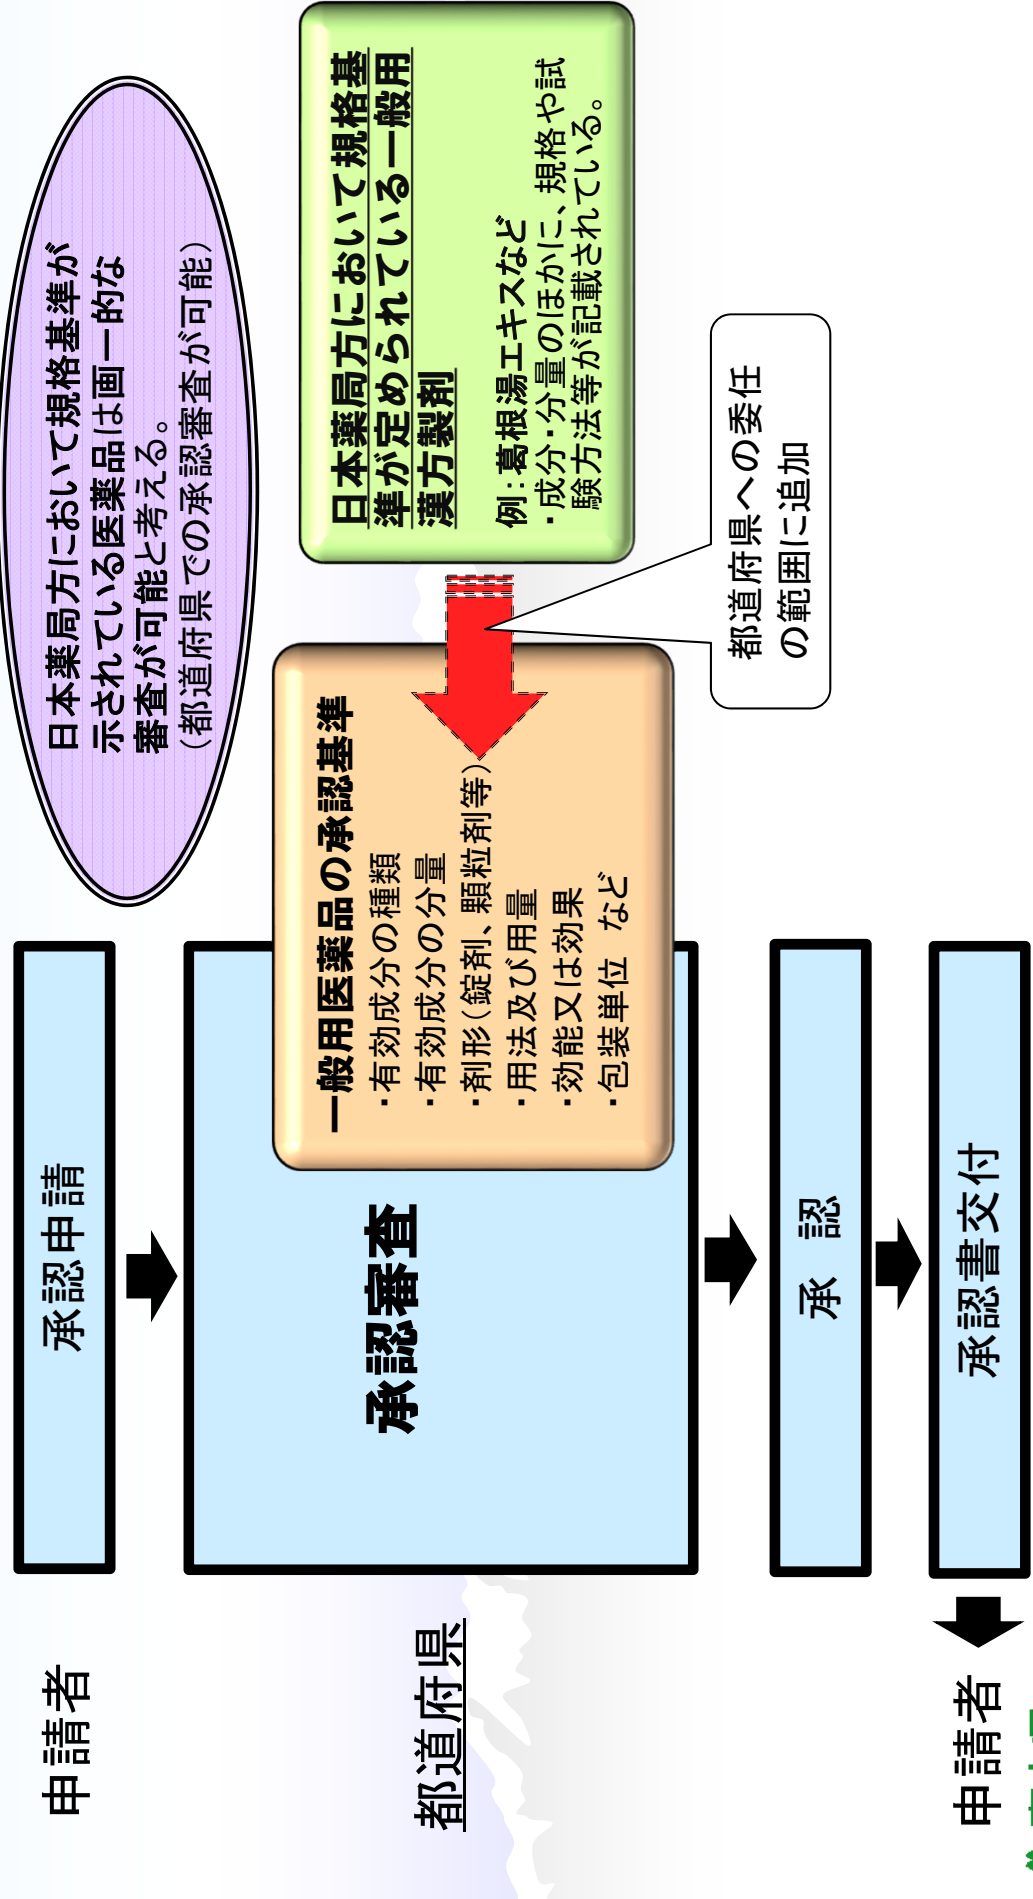 申請者
承認申請
日本薬局方において規格基準が
示されている医薬品は画一的な
審査が可能と考える。
（都道府県での承認審査が可能）
都道府県
承認審査
一般用医薬品の承認基準
・有効成分の種類
・有効成分の分量
・剤形（錠剤、顆粒剤等）
・用法及び用量
・効能又は効果
・包装単位　など
日本薬局方において規格基
準が定められている一般用
漢方製剤
例：葛根湯エキスなど
・成分・分量のほかに、規格や試
験方法等が記載されている。
都道府県への委任
の範囲に追加
承　認
承認書交付
申請者